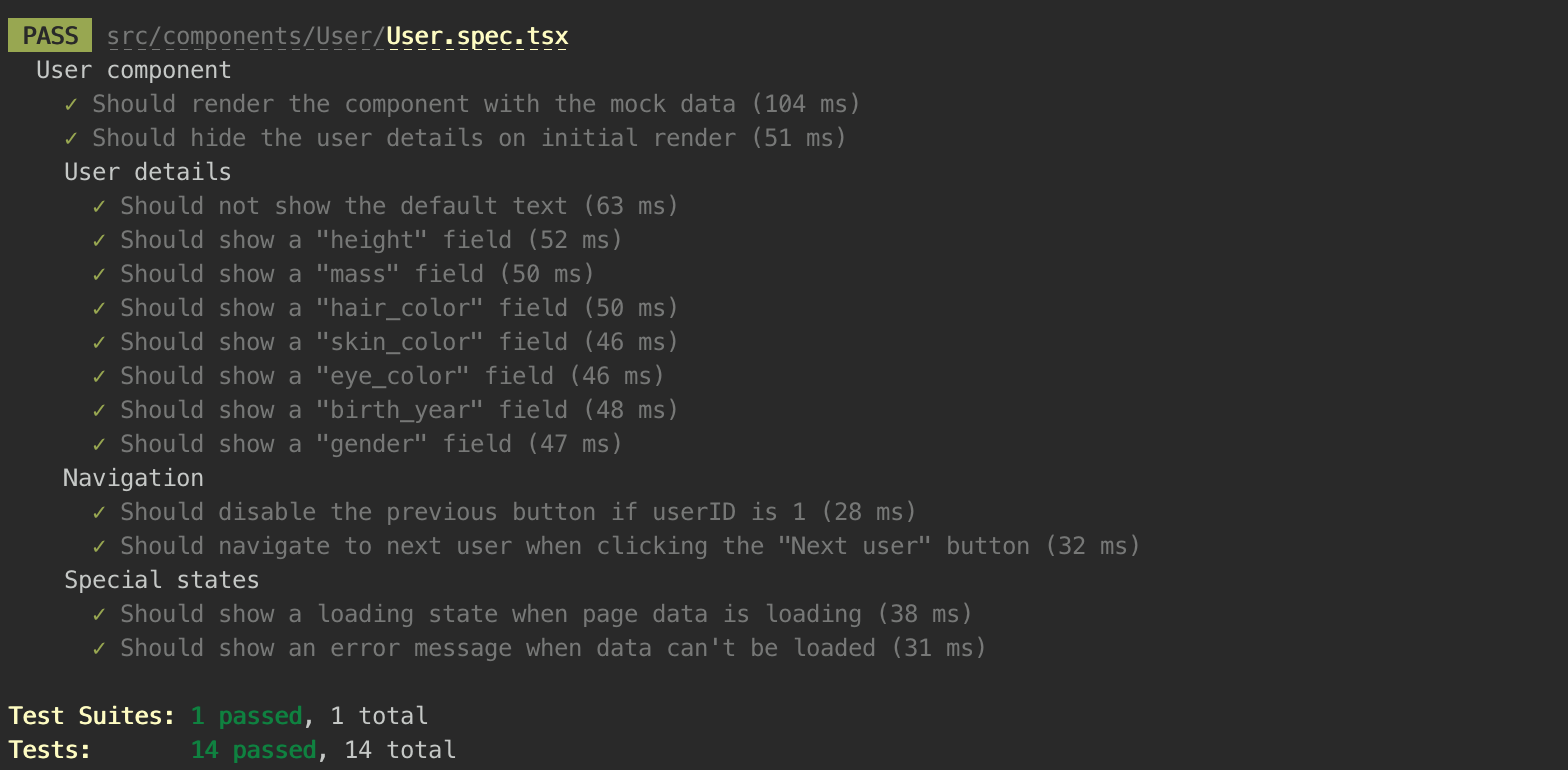 PASS src/components/User/User.spec.tsx
User component
✓ Should render the component with the mock data (104 ms)
✓ Should hide the user details on initial render (51 ms)
User details
✓ Should not show the default text (63 ms)
✓ Should show a "height" field (52 ms)
✓ Should show a "mass" field (50 ms)
✓ Should show a "hair_color" field (50 ms)
✓ Should show a "skin_color" field (46 ms)
✓ Should show a "eye_color" field (46 ms)
✓ Should show a "birth_year" field (48 ms)
✓ Should show a "gender" field (47 ms)
Navigation
✓ Should disable the previous button if userID is 1 (28 ms)
✓ Should navigate to next user when clicking the "Next user" button (32 ms)
Special states
✓ Should show a loading state when page data is loading (38 ms)
✓ Should show an error message when data can't be loaded (31 ms)
Test Suites: 1 passed, 1 total
Tests: 14 passed, 14 total